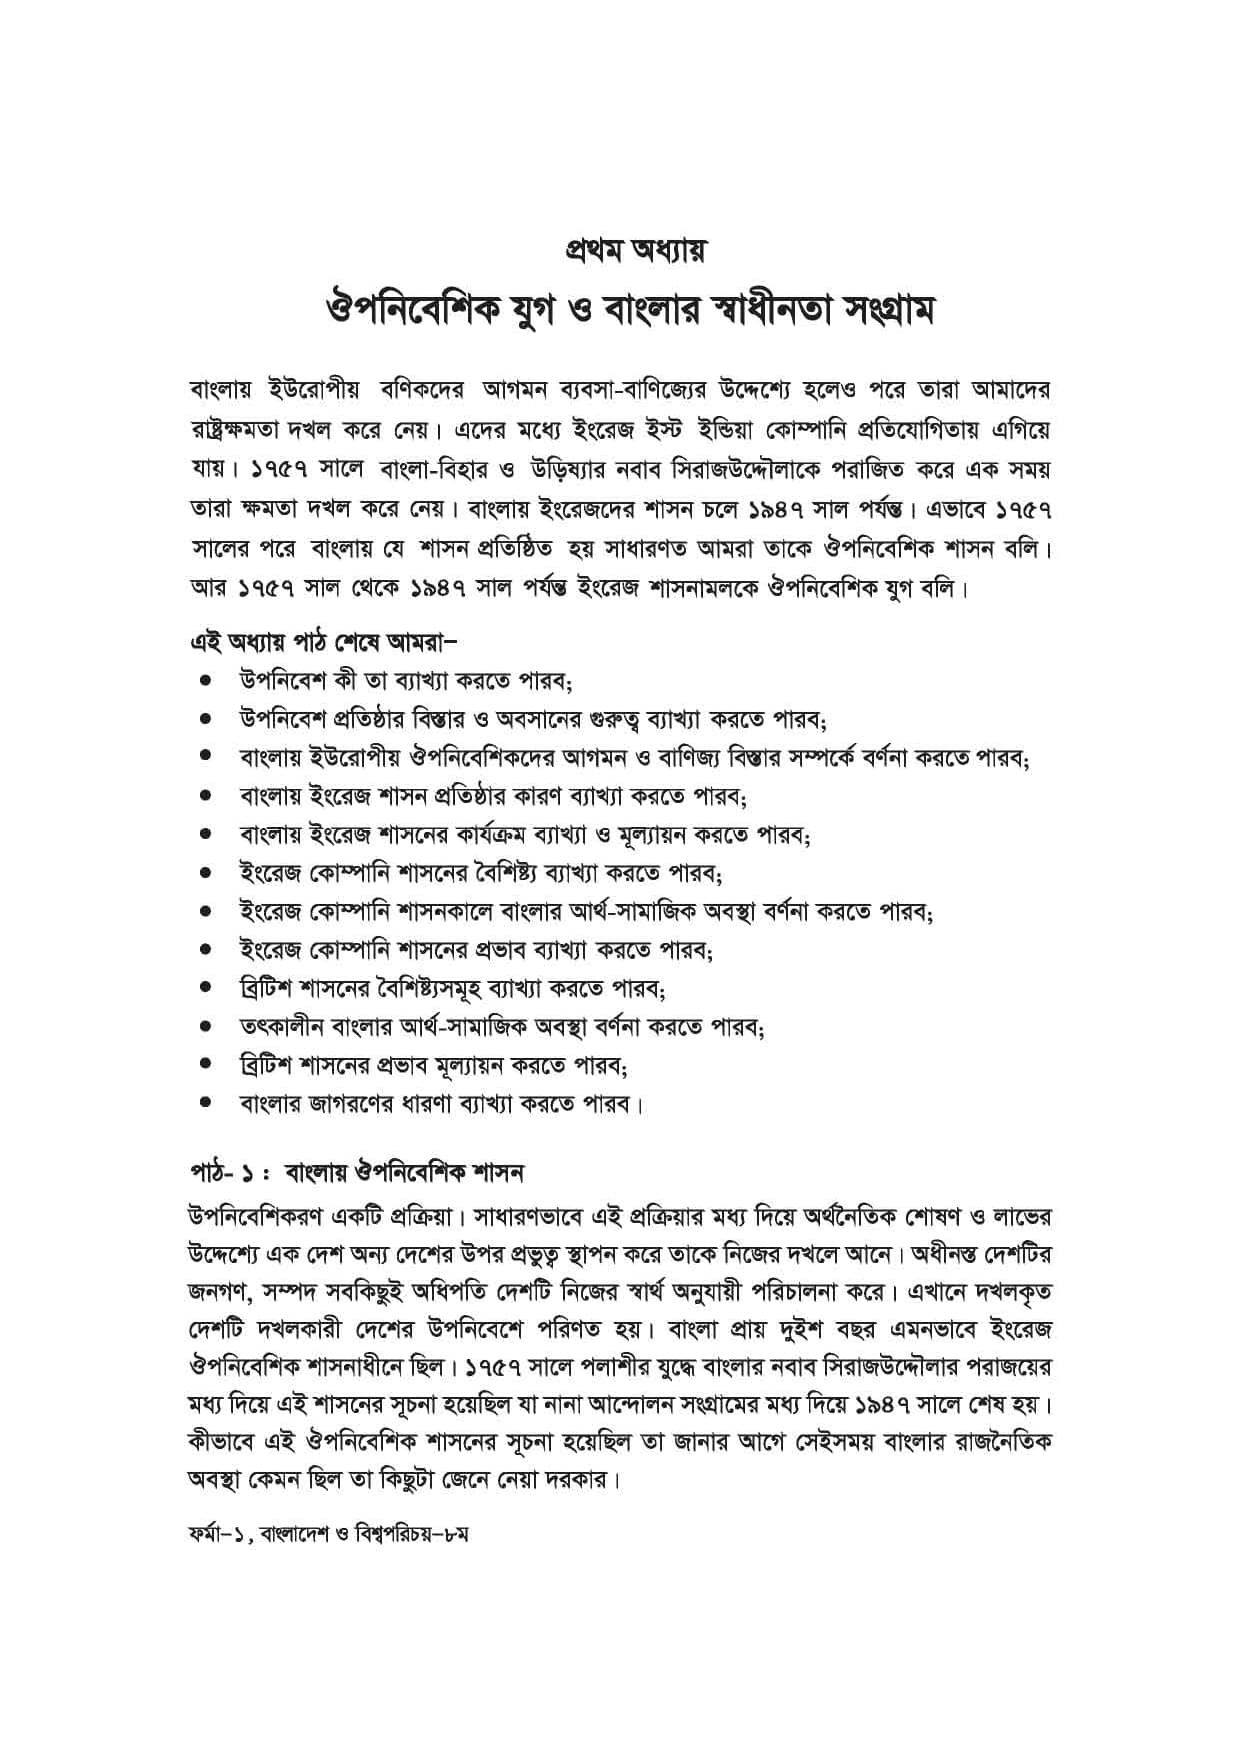 প্রথম অধ্যায়
ঔপনিবেশিক যুগ ও বাংলার স্বাধীনতা সংগ্রাম
বাংলায় ইউরোপীয় বণিকদের আগমন ব্যবসা-বাণিজ্যের উদ্দেশ্যে হলেও পরে তারা আমাদের
রাষ্ট্রক্ষমতা দখল করে নেয়। এদের মধ্যে ইংরেজ ইস্ট ইন্ডিয়া কোম্পানি প্রতিযোগিতায় এগিয়ে
যায়। ১৭৫৭ সালে বাংলা-বিহার ও উড়িষ্যার নবাব সিরাজউদ্দৌলাকে পরাজিত করে এক সময়
তারা ক্ষমতা দখল করে নেয়। বাংলায় ইংরেজদের শাসন চলে ১৯৪৭ সাল পর্যন্ত। এভাবে ১৭৫৭
সালের পরে বাংলায় যে শাসন প্রতিষ্ঠিত হয় সাধারণত আমরা তাকে ঔপনিবেশিক শাসন বলি।
আর ১৭৫৭ সাল থেকে ১৯৪৭ সাল পর্যন্ত ইংরেজ শাসনামলকে ঔপনিবেশিক যুগ বলি।
এই অধ্যায় পাঠ শেষে আমরা–
• উপনিবেশ কী তা ব্যাখ্যা করতে পারব;
• উপনিবেশ প্রতিষ্ঠার বিস্তার ও অবসানের গুরুত্ব ব্যাখ্যা করতে পারব;
• বাংলায় ইউরোপীয় ঔপনিবেশিকদের আগমন ও বাণিজ্য বিস্তার সম্পর্কে বর্ণনা করতে পারব;
• বাংলায় ইংরেজ শাসন প্রতিষ্ঠার কারণ ব্যাখ্যা করতে পারব;
• বাংলায় ইংরেজ শাসনের কার্যক্রম ব্যাখ্যা ও মূল্যায়ন করতে পারব;
• ইংরেজ কোম্পানি শাসনের বৈশিষ্ট্য ব্যাখ্যা করতে পারব;
• ইংরেজ কোম্পানি শাসনকালে বাংলার আর্থ-সামাজিক অবস্থা বর্ণনা করতে পারব;
• ইংরেজ কোম্পানি শাসনের প্রভাব ব্যাখ্যা করতে পারব;
• ব্রিটিশ শাসনের বৈশিষ্ট্যসমূহ ব্যাখ্যা করতে পারব;
• তৎকালীন বাংলার আর্থ-সামাজিক অবস্থা বর্ণনা করতে পারব;
• ব্রিটিশ শাসনের প্রভাব মূল্যায়ন করতে পারব;
• বাংলার জাগরণের ধারণা ব্যাখ্যা করতে পারব।
পাঠ- ১ : বাংলায় ঔপনিবেশিক শাসন
উপনিবেশিকরণ একটি প্রক্রিয়া। সাধারণভাবে এই প্রক্রিয়ার মধ্য দিয়ে অর্থনৈতিক শোষণ ও লাভের
উদ্দেশ্যে এক দেশ অন্য দেশের উপর প্রভুত্ব স্থাপন করে তাকে নিজের দখলে আনে। অধীনস্ত দেশটির
জনগণ, সম্পদ সবকিছুই অধিপতি দেশটি নিজের স্বার্থ অনুযায়ী পরিচালনা করে। এখানে দখলকৃত
দেশটি দখলকারী দেশের উপনিবেশে পরিণত হয়। বাংলা প্রায় দুইশ বছর এমনভাবে ইংরেজ
ঔপনিবেশিক শাসনাধীনে ছিল। ১৭৫৭ সালে পলাশীর যুদ্ধে বাংলার নবাব সিরাজউদ্দৌলার পরাজয়ের
মধ্য দিয়ে এই শাসনের সূচনা হয়েছিল যা নানা আন্দোলন সংগ্রামের মধ্য দিয়ে ১৯৪৭ সালে শেষ হয়।
কীভাবে এই ঔপনিবেশিক শাসনের সূচনা হয়েছিল তা জানার আগে সেইসময় বাংলার রাজনৈতিক
অবস্থা কেমন ছিল তা কিছুটা জেনে নেয়া দরকার।
ফর্মা–১, বাংলাদেশ ও বিশ্বপরিচয়–৮ম